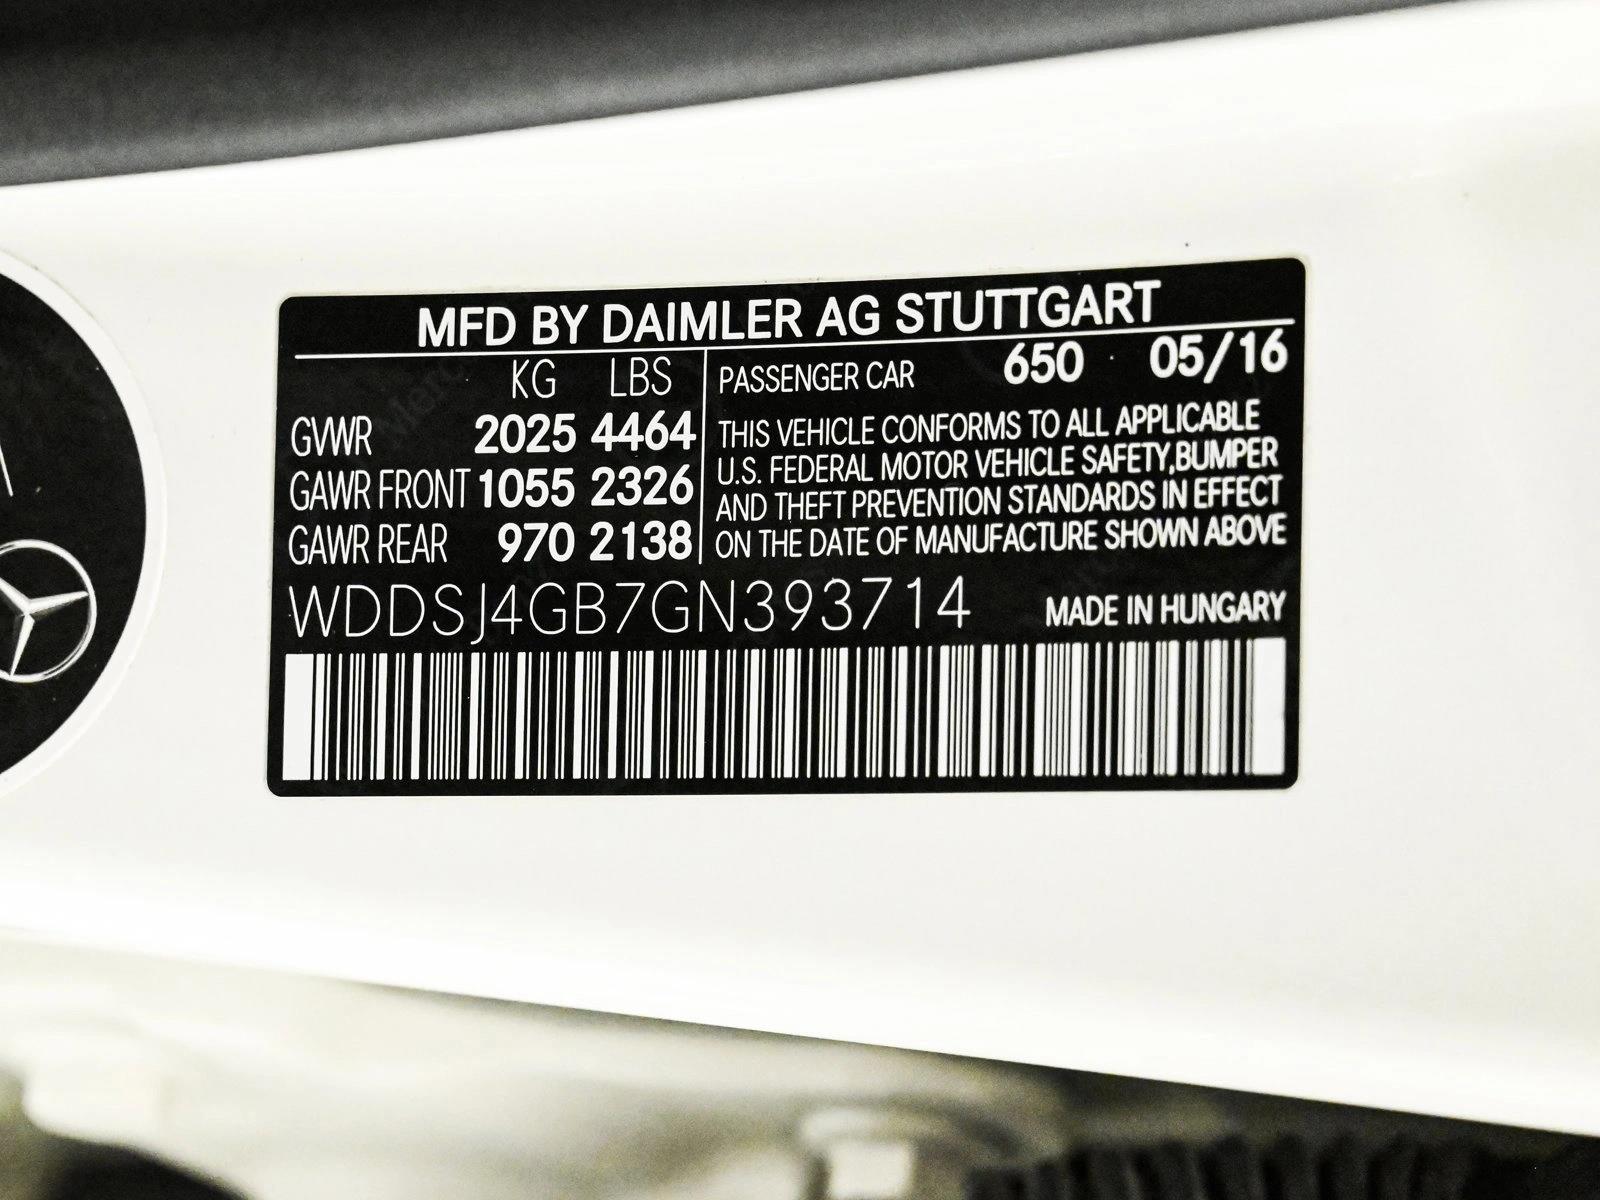 MFD BY DAIMLER AG STUTTGART
KG LBS
GVWR 2025 4464
GAWR FRONT 1055 2326
GAWR REAR 970 2138
PASSENGER CAR 650 05/16
THIS VEHICLE CONFORMS TO ALL APPLICABLE
U.S. FEDERAL MOTOR VEHICLE SAFETY,BUMPER
AND THEFT PREVENTION STANDARDS IN EFFECT
ON THE DATE OF MANUFACTURE SHOWN ABOVE
WDDSJ4GB7GN393714 MADE IN HUNGARY